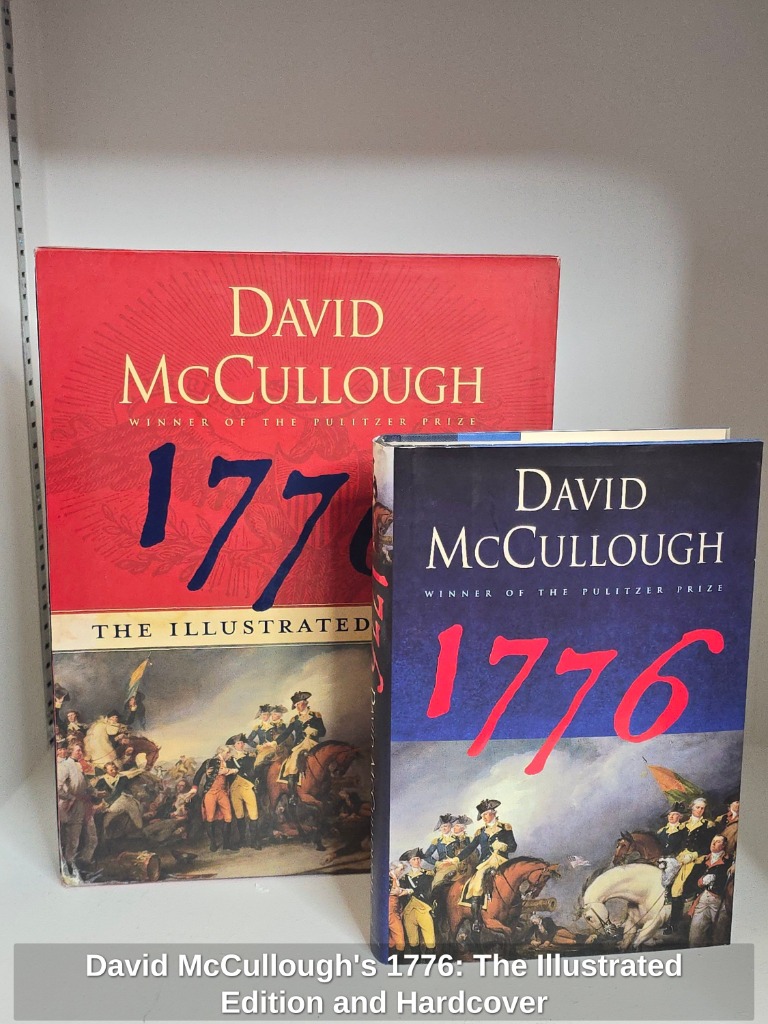 DAVID
MCCULLOUGH
WINNER OF THE PULITZER PRIZE
177
THE ILLUSTRATED
DAVID
MCCULLOUGH
WINNER OF THE PULITZER PRIZE
1776
David McCullough's 1776: The Illustrated
Edition and Hardcover